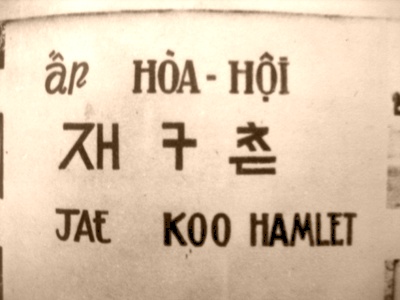 ấp HÒA - HỘI
재 구 촌
JAE KOO HAMLET